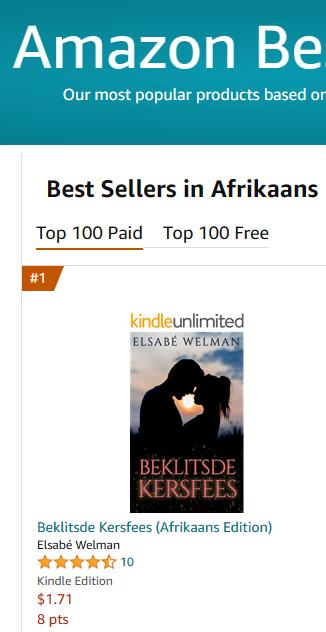 Amazon Be
Our most popular products based on
Best Sellers in Afrikaans
Top 100 Paid Top 100 Free
#1
kindleunlimited
ELSABÉ WELMAN
BEKLITSDE
KERSFEES
Beklitsde Kersfees (Afrikaans Edition)
Elsabé Welman
10
Kindle Edition
$1.71
8 pts